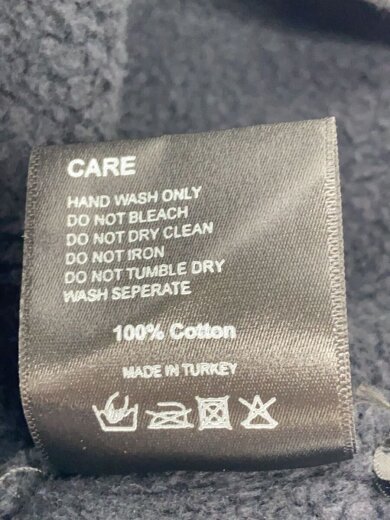 CARE
HAND WASH ONLY
DO NOT BLEACH
DO NOT DRY CLEAN
DO NOT IRON
DO NOT TUMBLE DRY
WASH SEPERATE
100% Cotton
MADE IN TURKEY